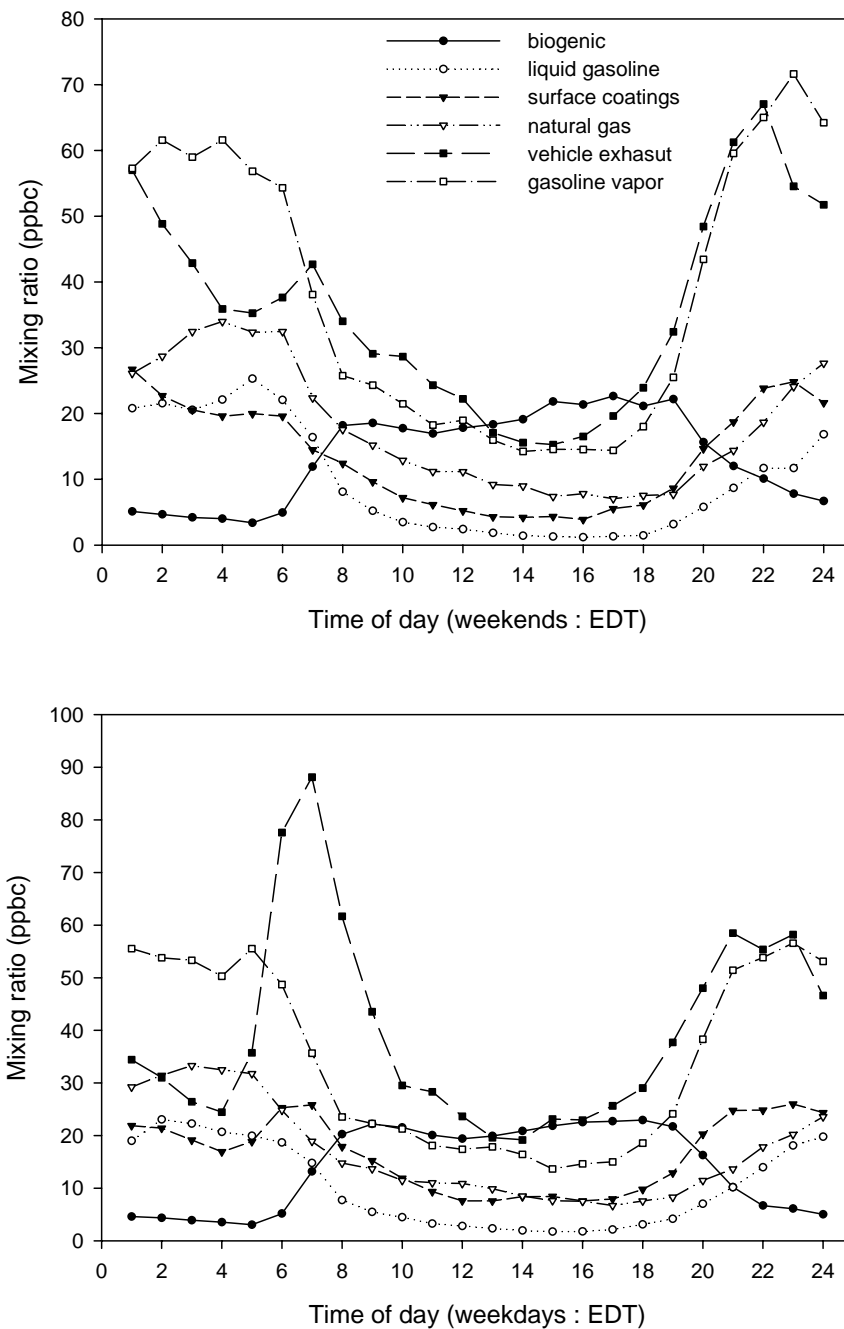 80
70
60
50
40
30
20
10
0
Mixing ratio (ppbc)
biogenic
liquid gasoline
surface coatings
natural gas
vehicle exhasut
gasoline vapor
0 2 4 6 8 10 12 14 16 18 20 22 24
Time of day (weekends : EDT)
100
90
80
70
60
50
40
30
20
10
0
Mixing ratio (ppbc)
0 2 4 6 8 10 12 14 16 18 20 22 24
Time of day (weekdays : EDT)